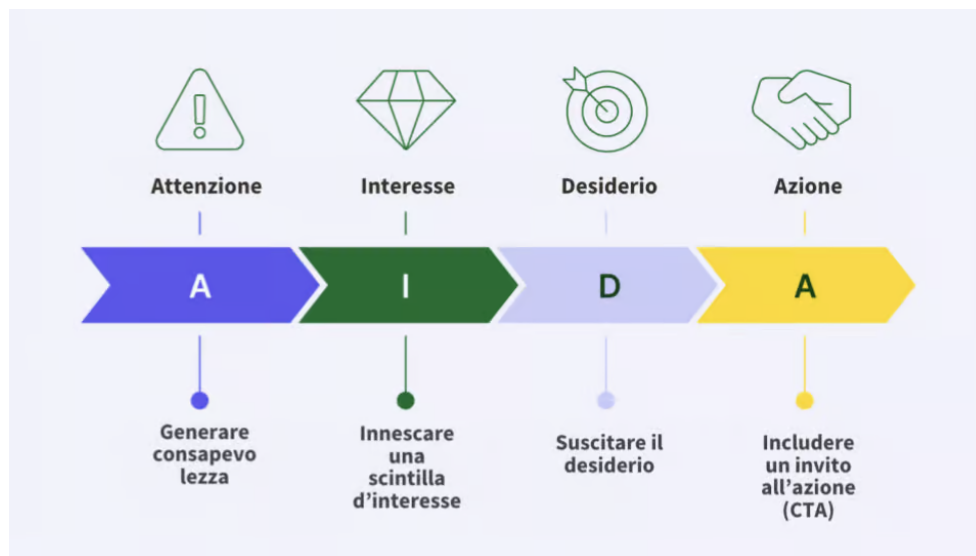 Attenzione
Interesse
Desiderio
Azione
A
I
D
A
Generare
consapevo
lezza
Innescare
una
scintilla
d'interesse
Suscitare il
desiderio
Includere
un invito
all'azione
(CTA)